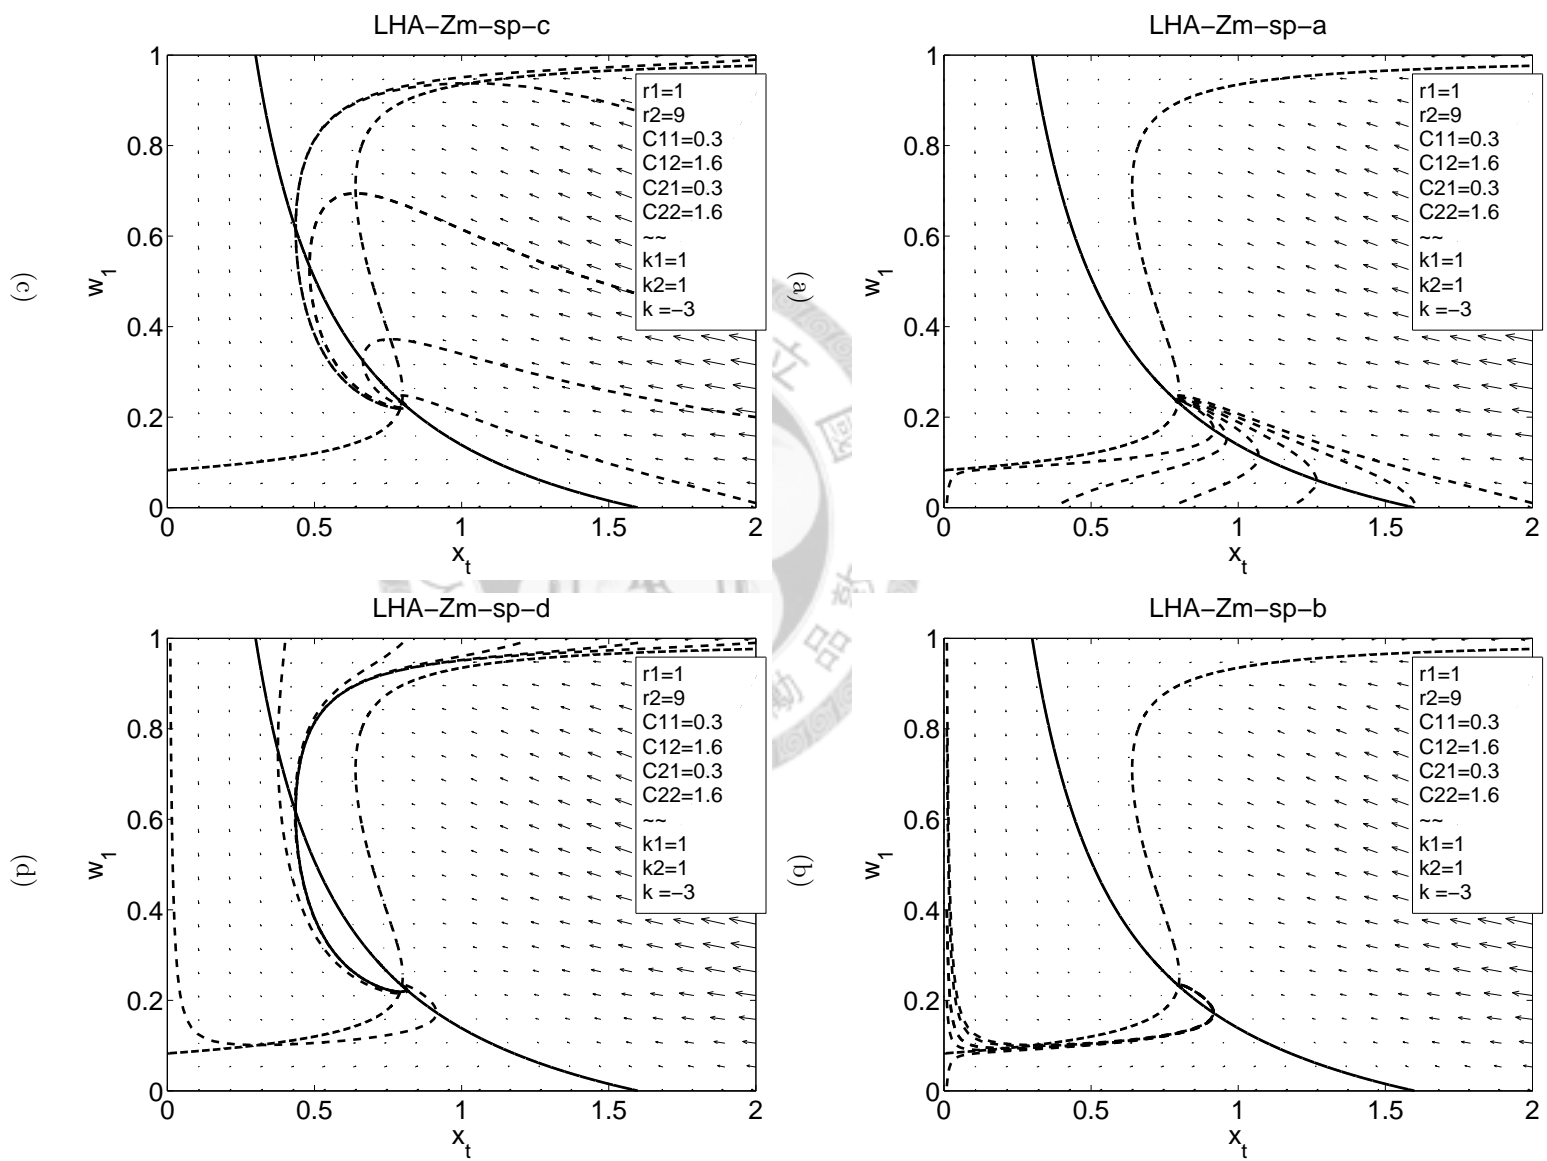 LHA−Zm−sp−c
1
0.8
0.6
0.4
0.2
0
w1
0 0.5 1 1.5 2
xt
r1=1
r2=9
C11=0.3
C12=1.6
C21=0.3
C22=1.6
~~
k1=1
k2=1
k =−3
(c)
LHA−Zm−sp−a
1
0.8
0.6
0.4
0.2
0
w1
0 0.5 1 1.5 2
xt
r1=1
r2=9
C11=0.3
C12=1.6
C21=0.3
C22=1.6
~~
k1=1
k2=1
k =−3
(a)
立
國
LHA−Zm−sp−d
1
0.8
0.6
0.4
0.2
0
w1
0 0.5 1 1.5 2
xt
r1=1
r2=9
C11=0.3
C12=1.6
C21=0.3
C22=1.6
~~
k1=1
k2=1
k =−3
(d)
LHA−Zm−sp−b
1
0.8
0.6
0.4
0.2
0
w1
0 0.5 1 1.5 2
xt
r1=1
r2=9
C11=0.3
C12=1.6
C21=0.3
C22=1.6
~~
k1=1
k2=1
k =−3
(b)
品
勵